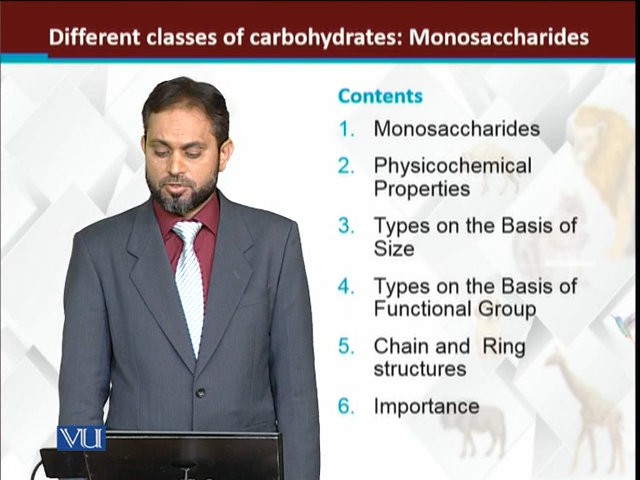 Different classes of carbohydrates: Monosaccharides
Contents
1. Monosaccharides
2. Physicochemical
Properties
3. Types on the Basis of
Size
4. Types on the Basis of
Functional Group
5. Chain and Ring
structures
6. Importance
VU